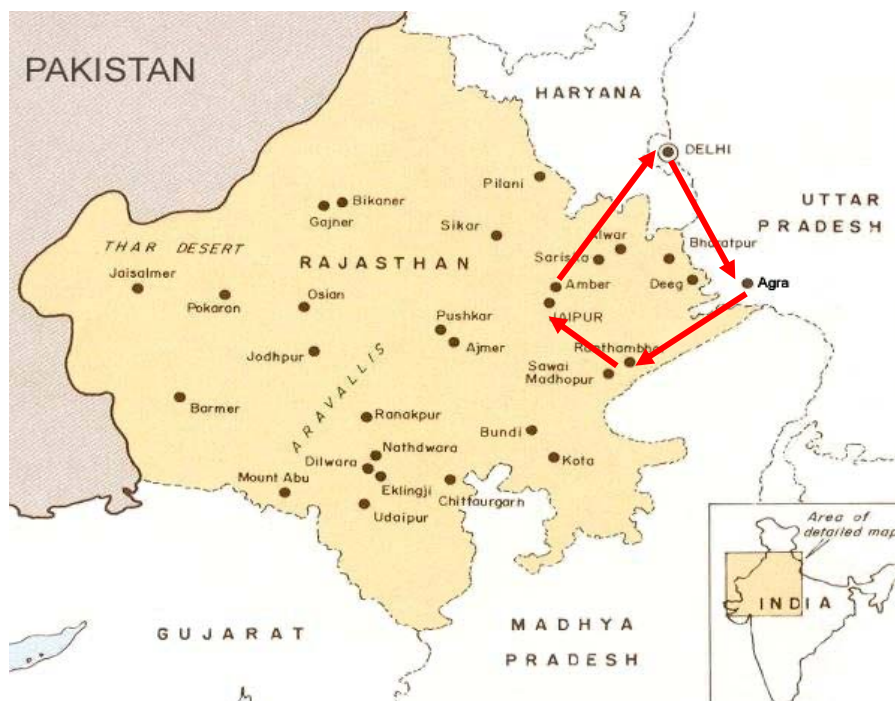 PAKISTAN
HARYANA
DELHI
Pilani
UTTAR
PRADESH
Bikaner
Gajner
Sikar
THAR DESERT
RAJASTHAN
Alwar
Bharatpur
Sariska
Jaisalmer
Pokaran
Osian
Amber
Deeg
Agra
JAIPUR
Pushkar
Ajmer
Jodhpur
Ranthambhor
Sawai
Madhopur
ARAVALLIS
Barmer
Ranakpur
Bundi
Nathdwara
Dilwara
Kota
Mount Abu
Eklingji
Chittaurgarh
Udaipur
Area of
detailed map
INDIA
GUJARAT
MADHYA
PRADESH